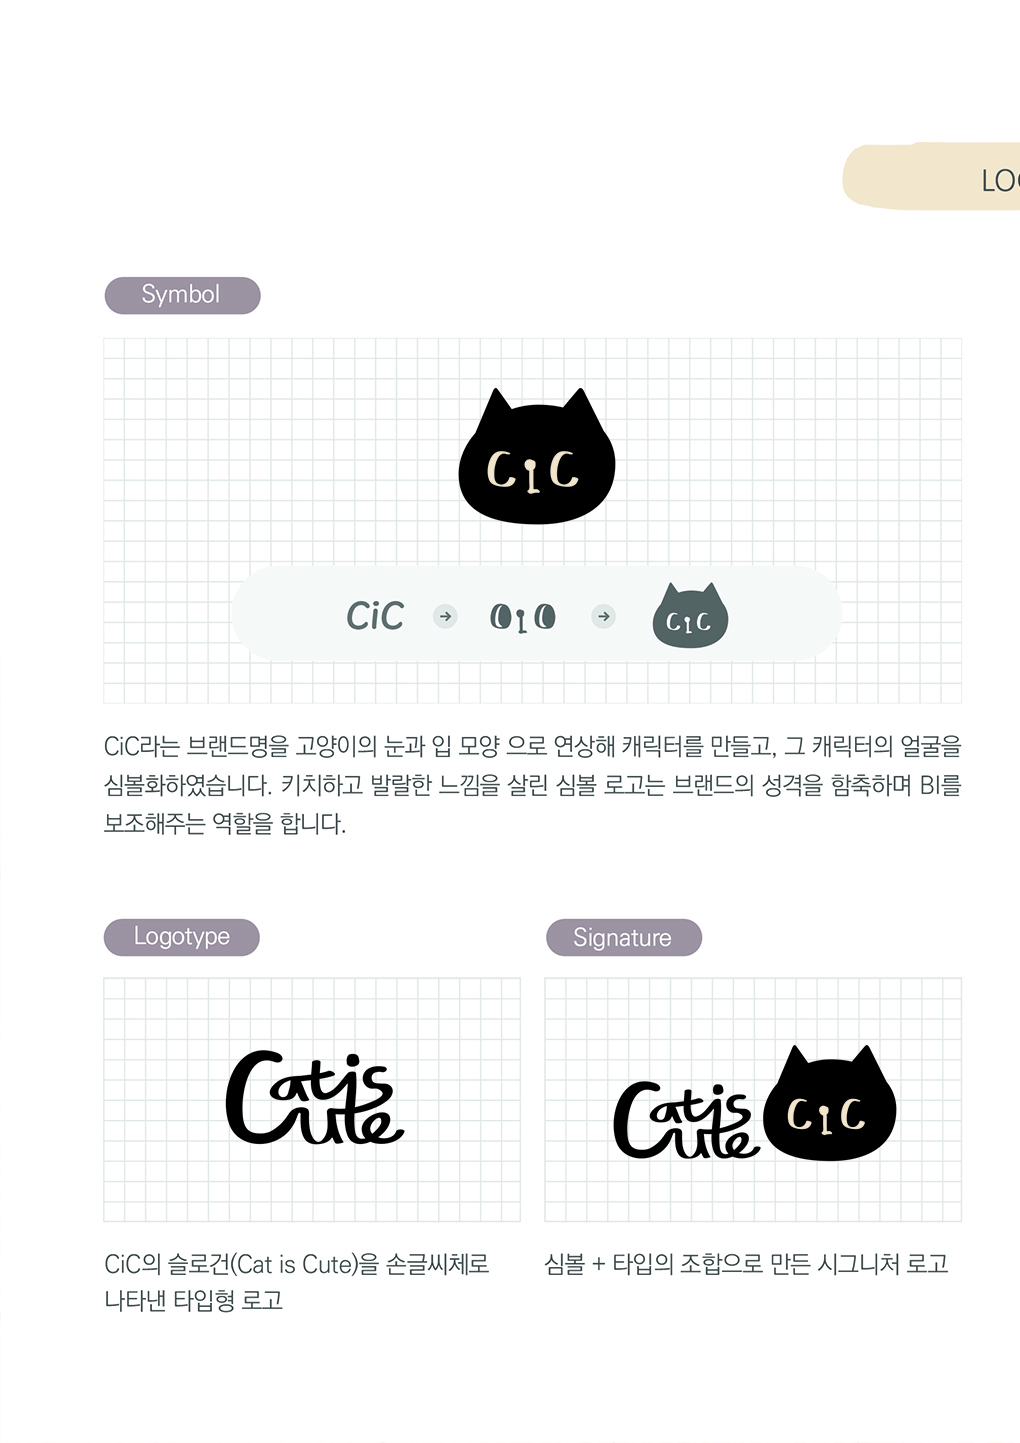 LO
Symbol
CiC
CiC
CiC
CiC라는 브랜드명을 고양이의 눈과 입 모양 으로 연상해 캐릭터를 만들고, 그 캐릭터의 얼굴을
심볼화하였습니다. 키치하고 발랄한 느낌을 살린 심볼 로고는 브랜드의 성격을 함축하며 BI를
보조해주는 역할을 합니다.
Logotype
Signature
Cat is
Cute
Cat is
Cute
CiC
CiC의 슬로건(Cat is Cute)을 손글씨체로
나타낸 타입형 로고
심볼 + 타입의 조합으로 만든 시그니처 로고